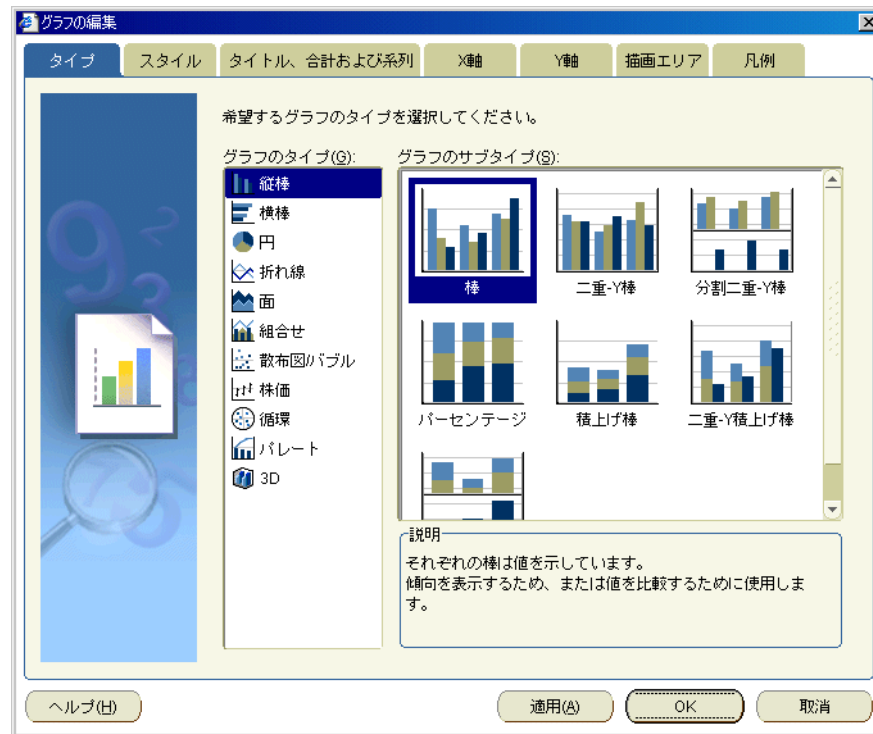 グラフの編集
タイプ
スタイル
タイトル、合計および系列
X軸
Y軸
描画エリア
凡例
希望するグラフのタイプを選択してください。
グラフのタイプ(G):
グラフのサブタイプ(S):
縦棒
横棒
円
折れ線
面
組合せ
散布図/バブル
株価
循環
パレート
3D
棒
二重-Y棒
分割二重-Y棒
パーセンテージ
積上げ棒
二重-Y積上げ棒
説明
それぞれの棒は値を示しています。
傾向を表示するため、または値を比較するために使用しま
す。
ヘルプ(H)
適用(A)
OK
取消